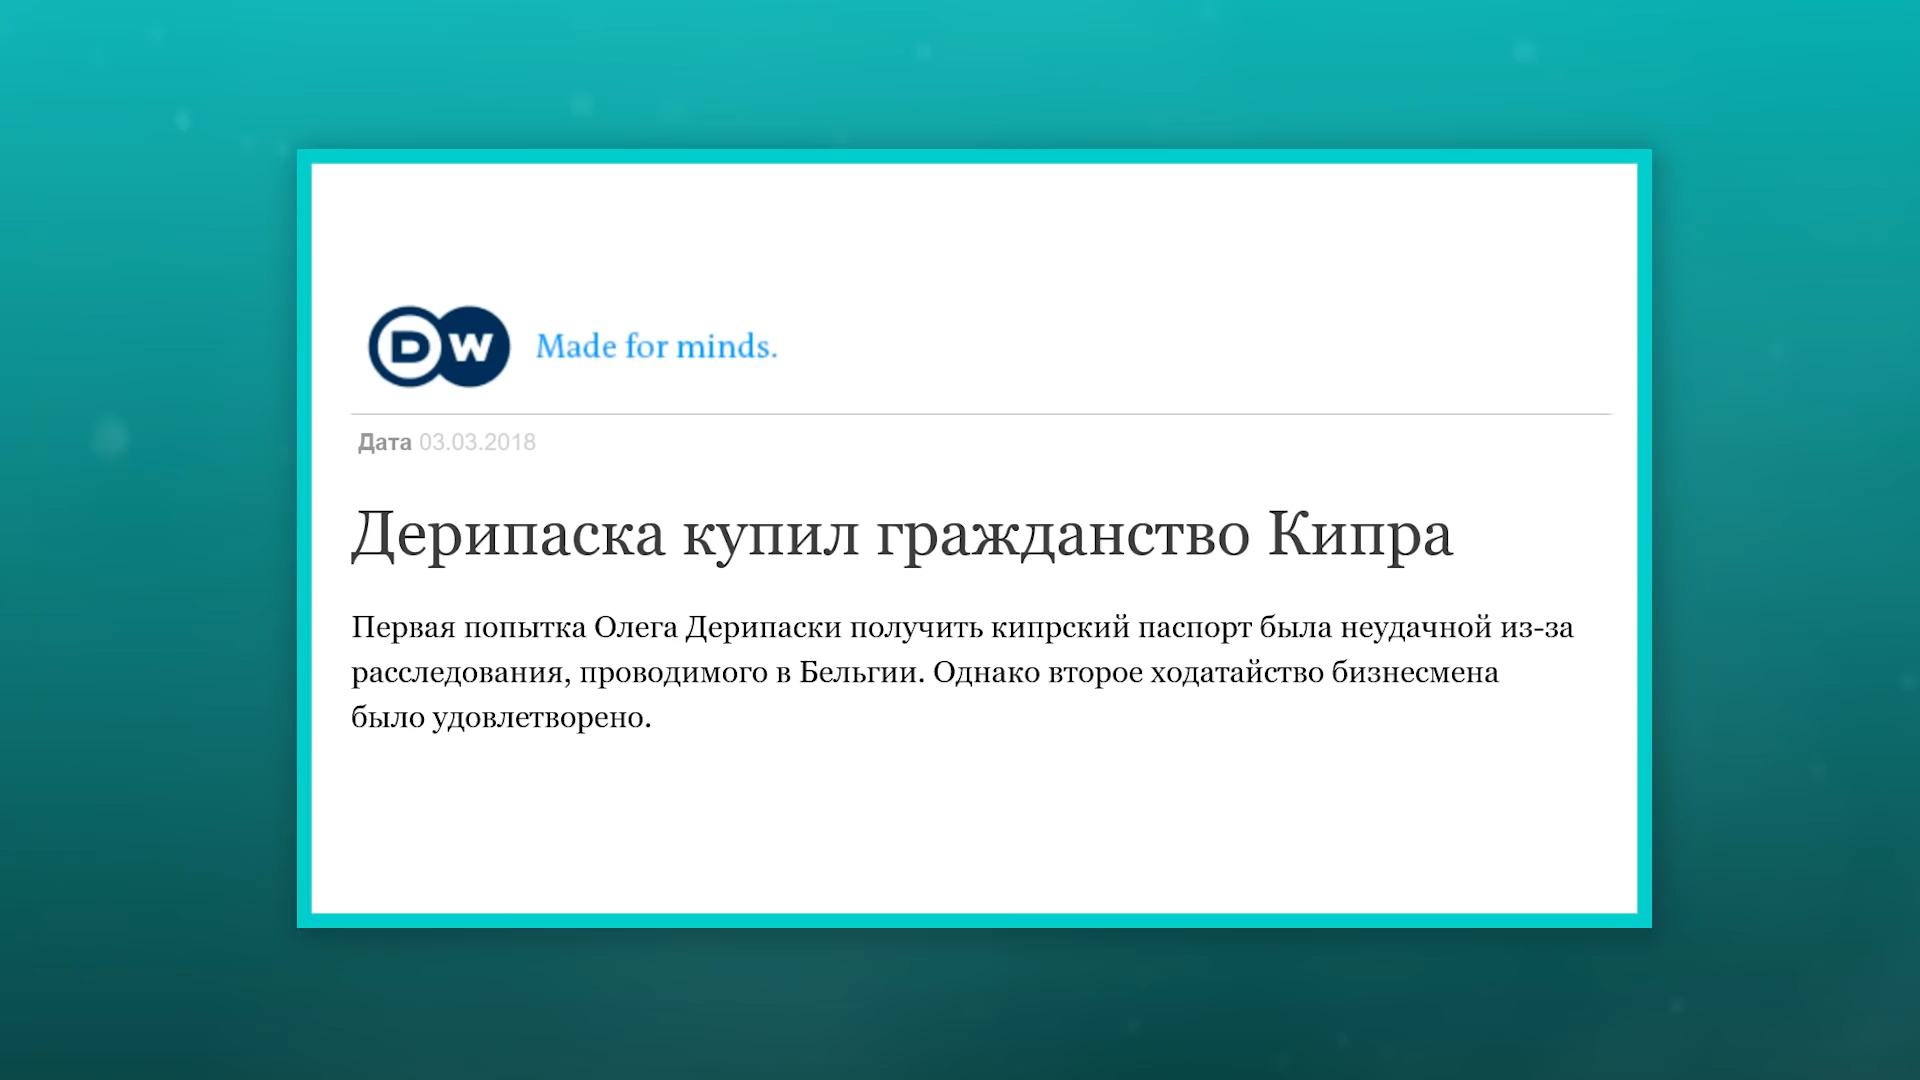 DW Made for minds.
Дата 03.03.2018
Дерипаска купил гражданство Кипра
Первая попытка Олега Дерипаски получить кипрский паспорт была неудачной из-за
расследования, проводимого в Бельгии. Однако второе ходатайство бизнесмена
было удовлетворено.